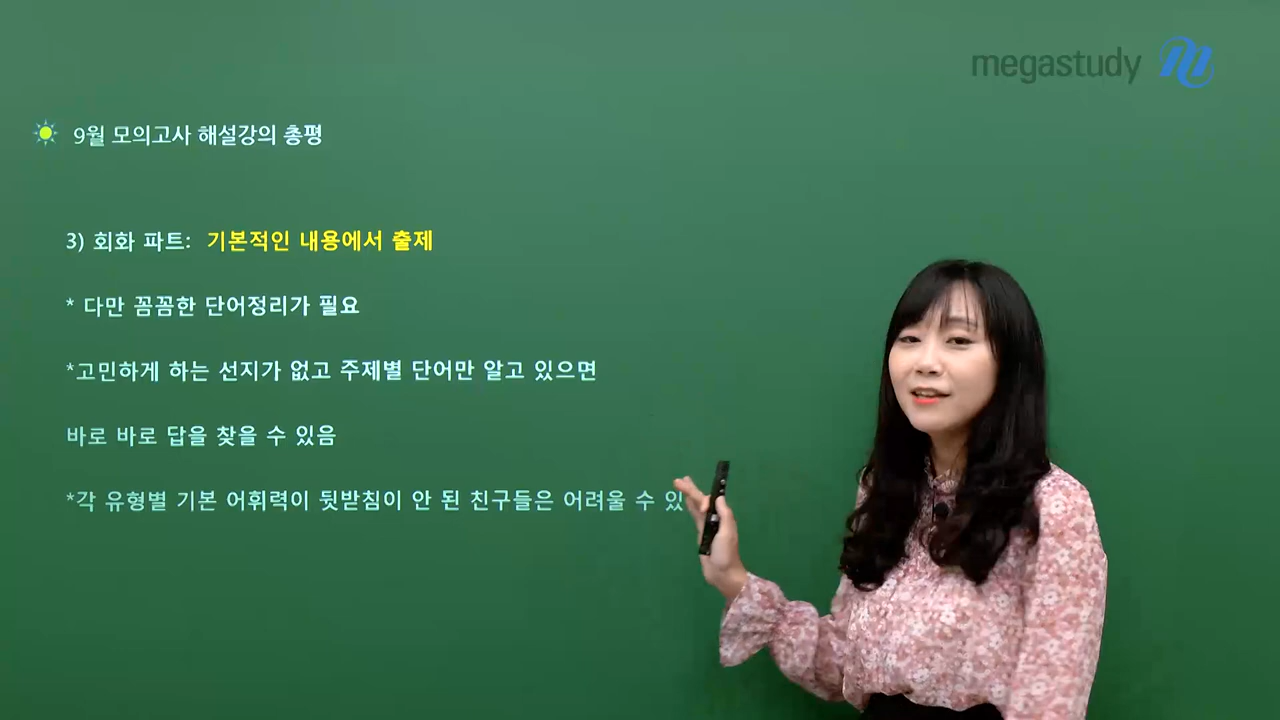 megastudy
9월 모의고사 해설강의 총평
3) 회화 파트: 기본적인 내용에서 출제
* 다만 꼼꼼한 단어정리가 필요
*고민하게 하는 선지가 없고 주제별 단어만 알고 있으면
바로 바로 답을 찾을 수 있음
*각 유형별 기본 어휘력이 뒷받침이 안 된 친구들은 어려울 수 있